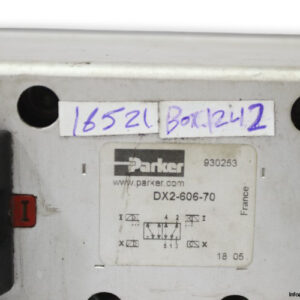 16521 Box1242
Parker 930253
www.parker.com
DX2-606-70
France
I
18 05